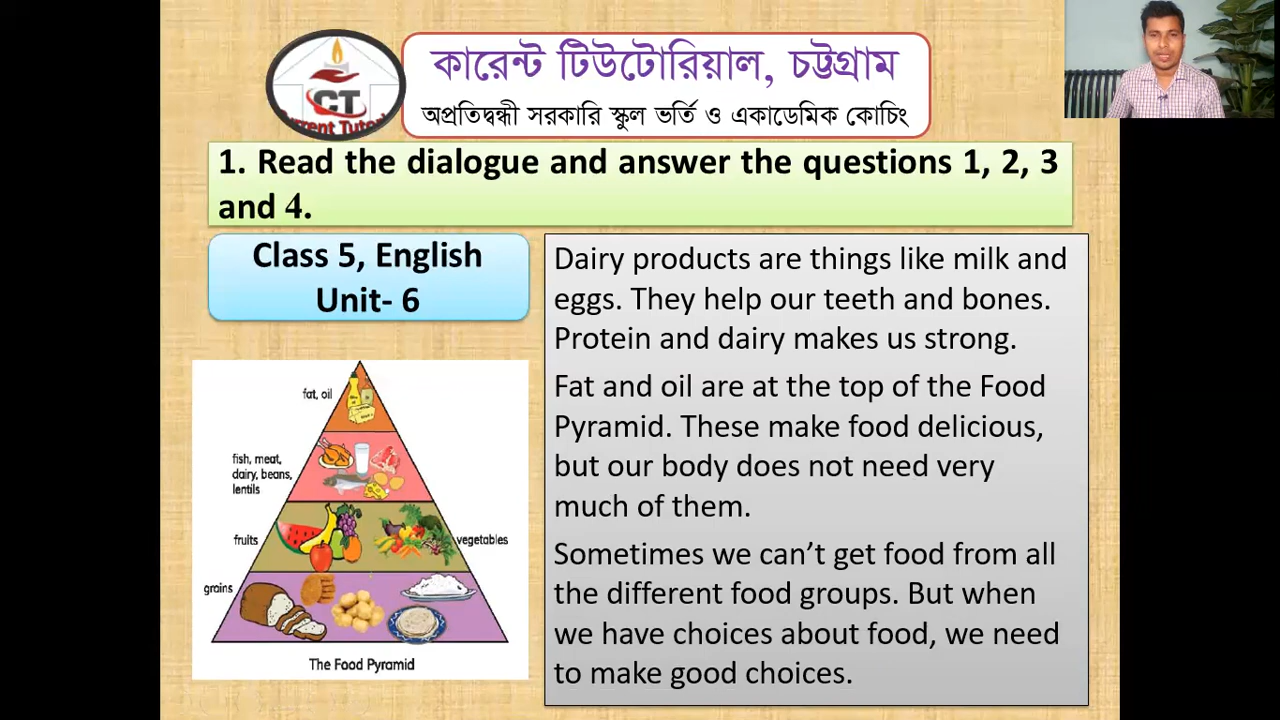 কারেন্ট টিউটোরিয়াল, চট্টগ্রাম
অপ্রতিদ্বন্ধী সরকারি স্কুল ভর্তি ও একাডেমিক কোচিং
CT
1. Read the dialogue and answer the questions 1, 2, 3
and 4.
Class 5, English
Unit- 6
Dairy products are things like milk and
eggs. They help our teeth and bones.
Protein and dairy makes us strong.
Fat and oil are at the top of the Food
Pyramid. These make food delicious,
but our body does not need very
much of them.
Sometimes we can’t get food from all
the different food groups. But when
we have choices about food, we need
to make good choices.
fat, oil
fish, meat,
dairy, beans,
lentils
fruits
vegetables
grains
The Food Pyramid